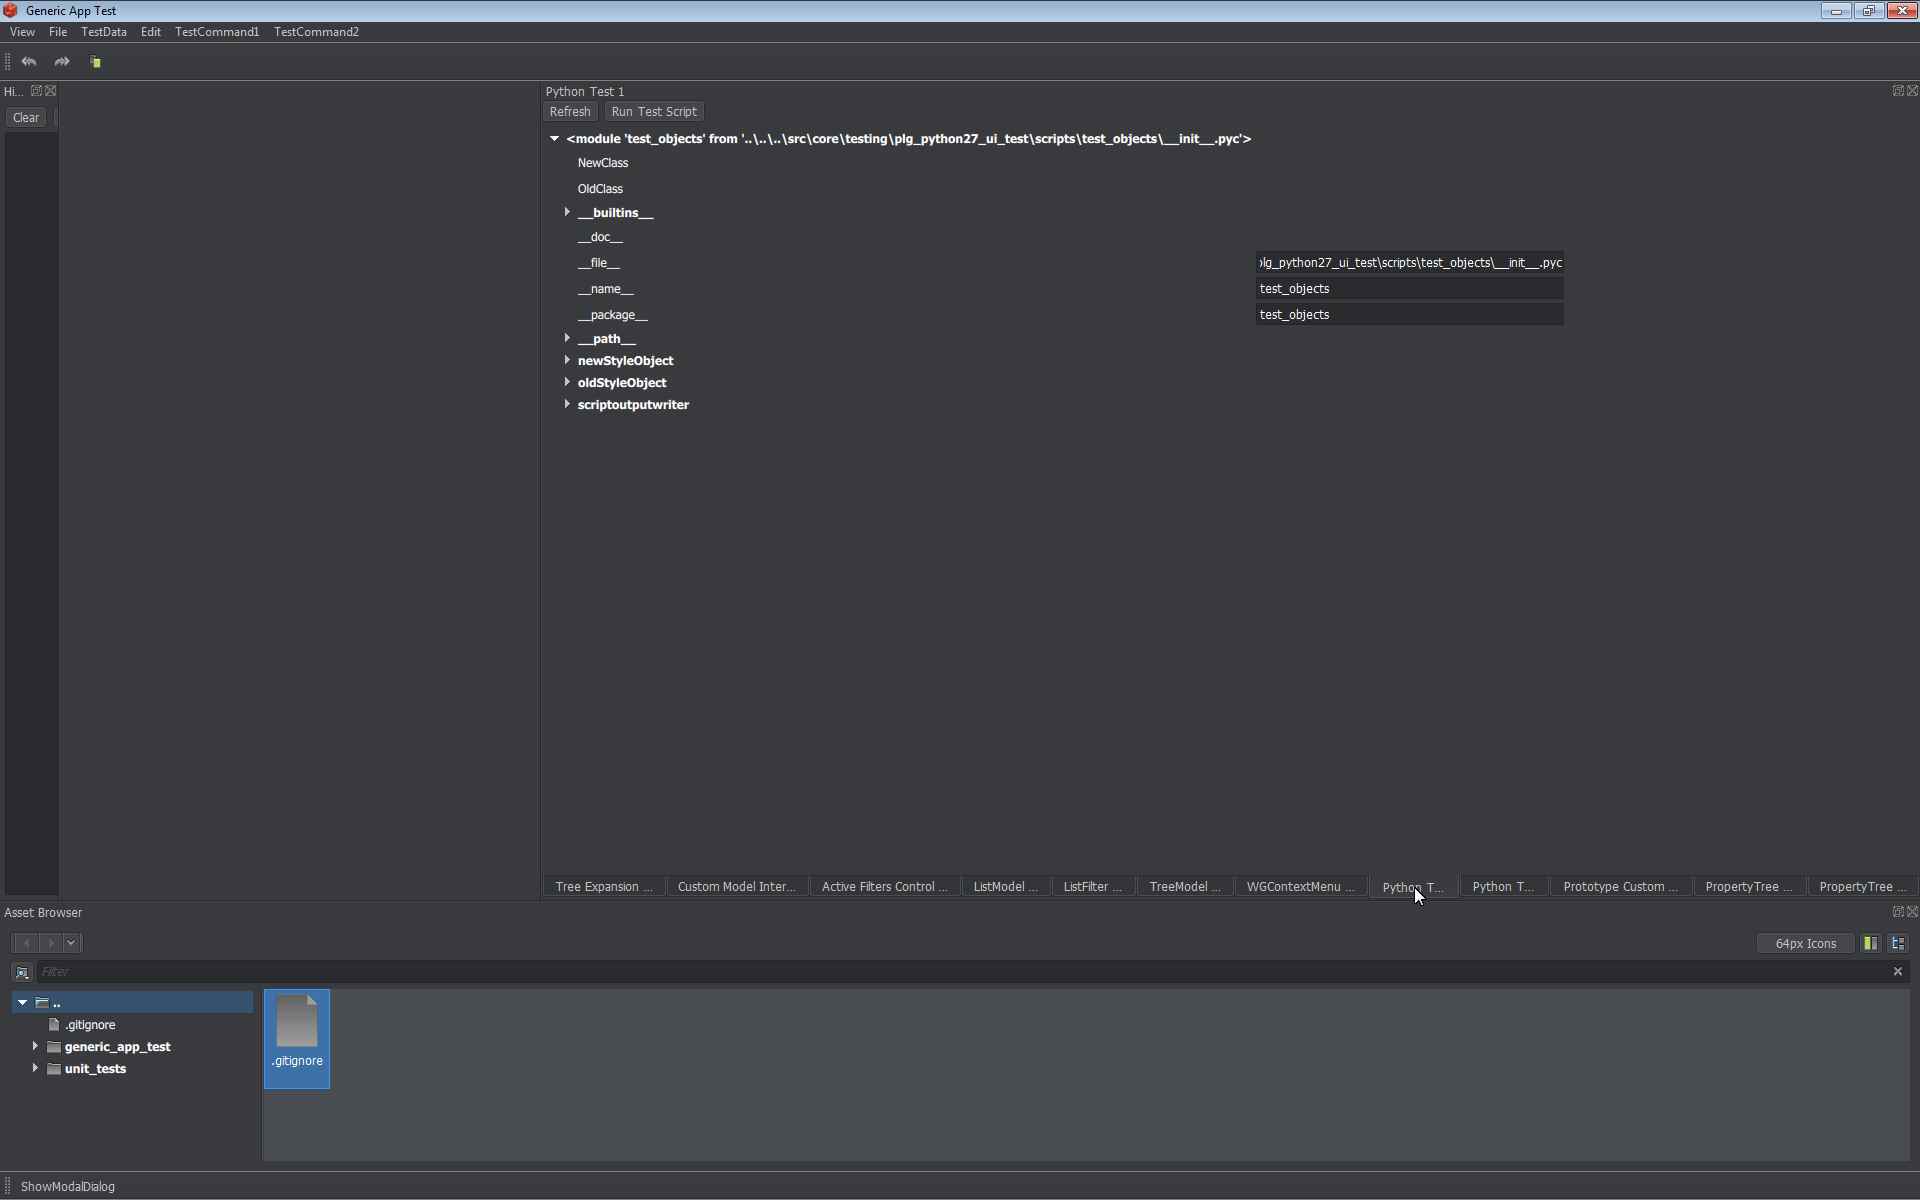 Generic App Test
View File TestData Edit TestCommand1 TestCommand2
Hi...
Clear
Python Test 1
Refresh Run Test Script
<module 'test_objects' from '..\..\..\src\core\testing\plg_python27_ui_test\scripts\test_objects\__init__.pyc'>
NewClass
OldClass
__builtins__
__doc__
__file__ plg_python27_ui_test\scripts\test_objects\__init__.pyc
__name__ test_objects
__package__ test_objects
__path__
newStyleObject
oldStyleObject
scriptoutputwriter
Tree Expansion ... Custom Model Inter... Active Filters Control ... ListModel ... ListFilter ... TreeModel ... WGContextMenu ... Python T... Python T... Prototype Custom ... PropertyTree ... PropertyTree ...
Asset Browser
64px Icons
Filter
..
.gitignore
generic_app_test
unit_tests
.gitignore
ShowModalDialog